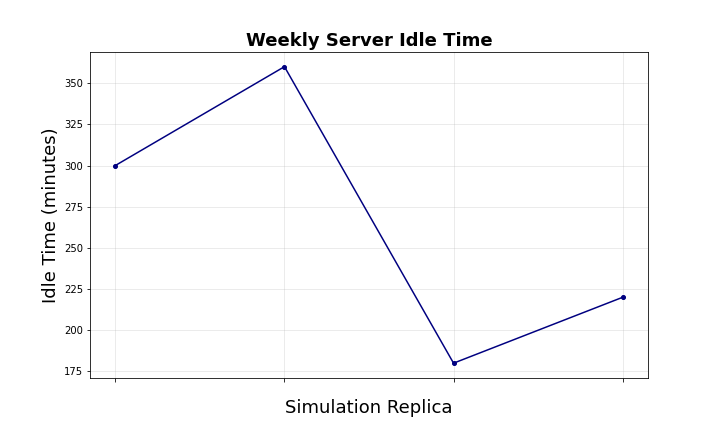 Weekly Server Idle Time
Idle Time (minutes)
350
325
300
275
250
225
200
175
Simulation Replica